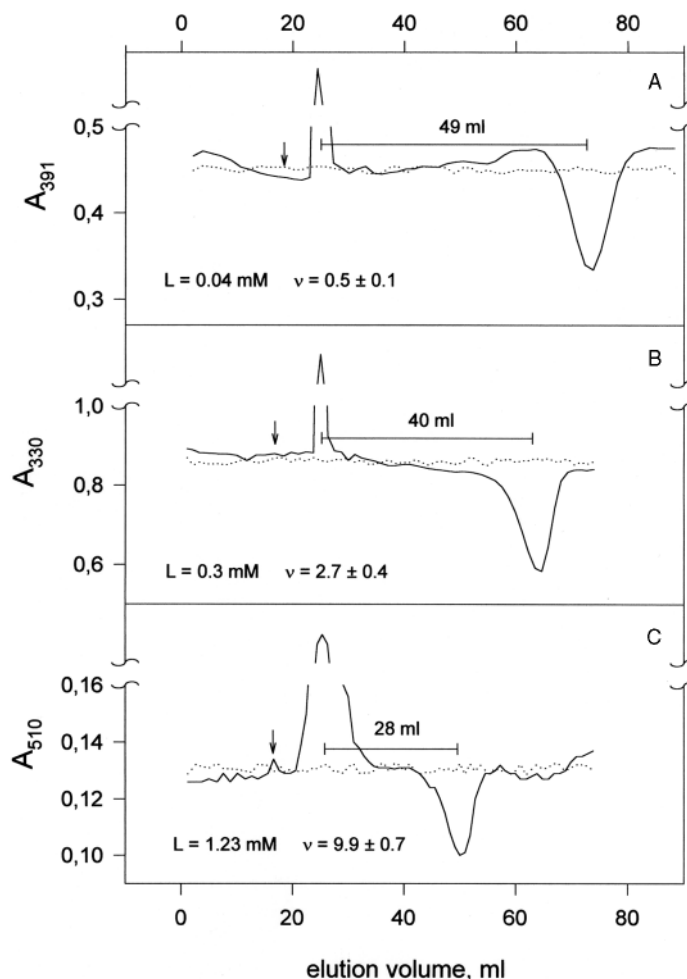 0 20 40 60 80
A
0,5
49 ml
A391
0,4
L = 0.04 mM ν = 0.5 ± 0.1
0,3
B
1,0
40 ml
A330
0,8
L = 0.3 mM ν = 2.7 ± 0.4
0,6
C
0,16
28 ml
A510
0,14
0,12
L = 1.23 mM ν = 9.9 ± 0.7
0,10
0 20 40 60 80
elution volume, ml